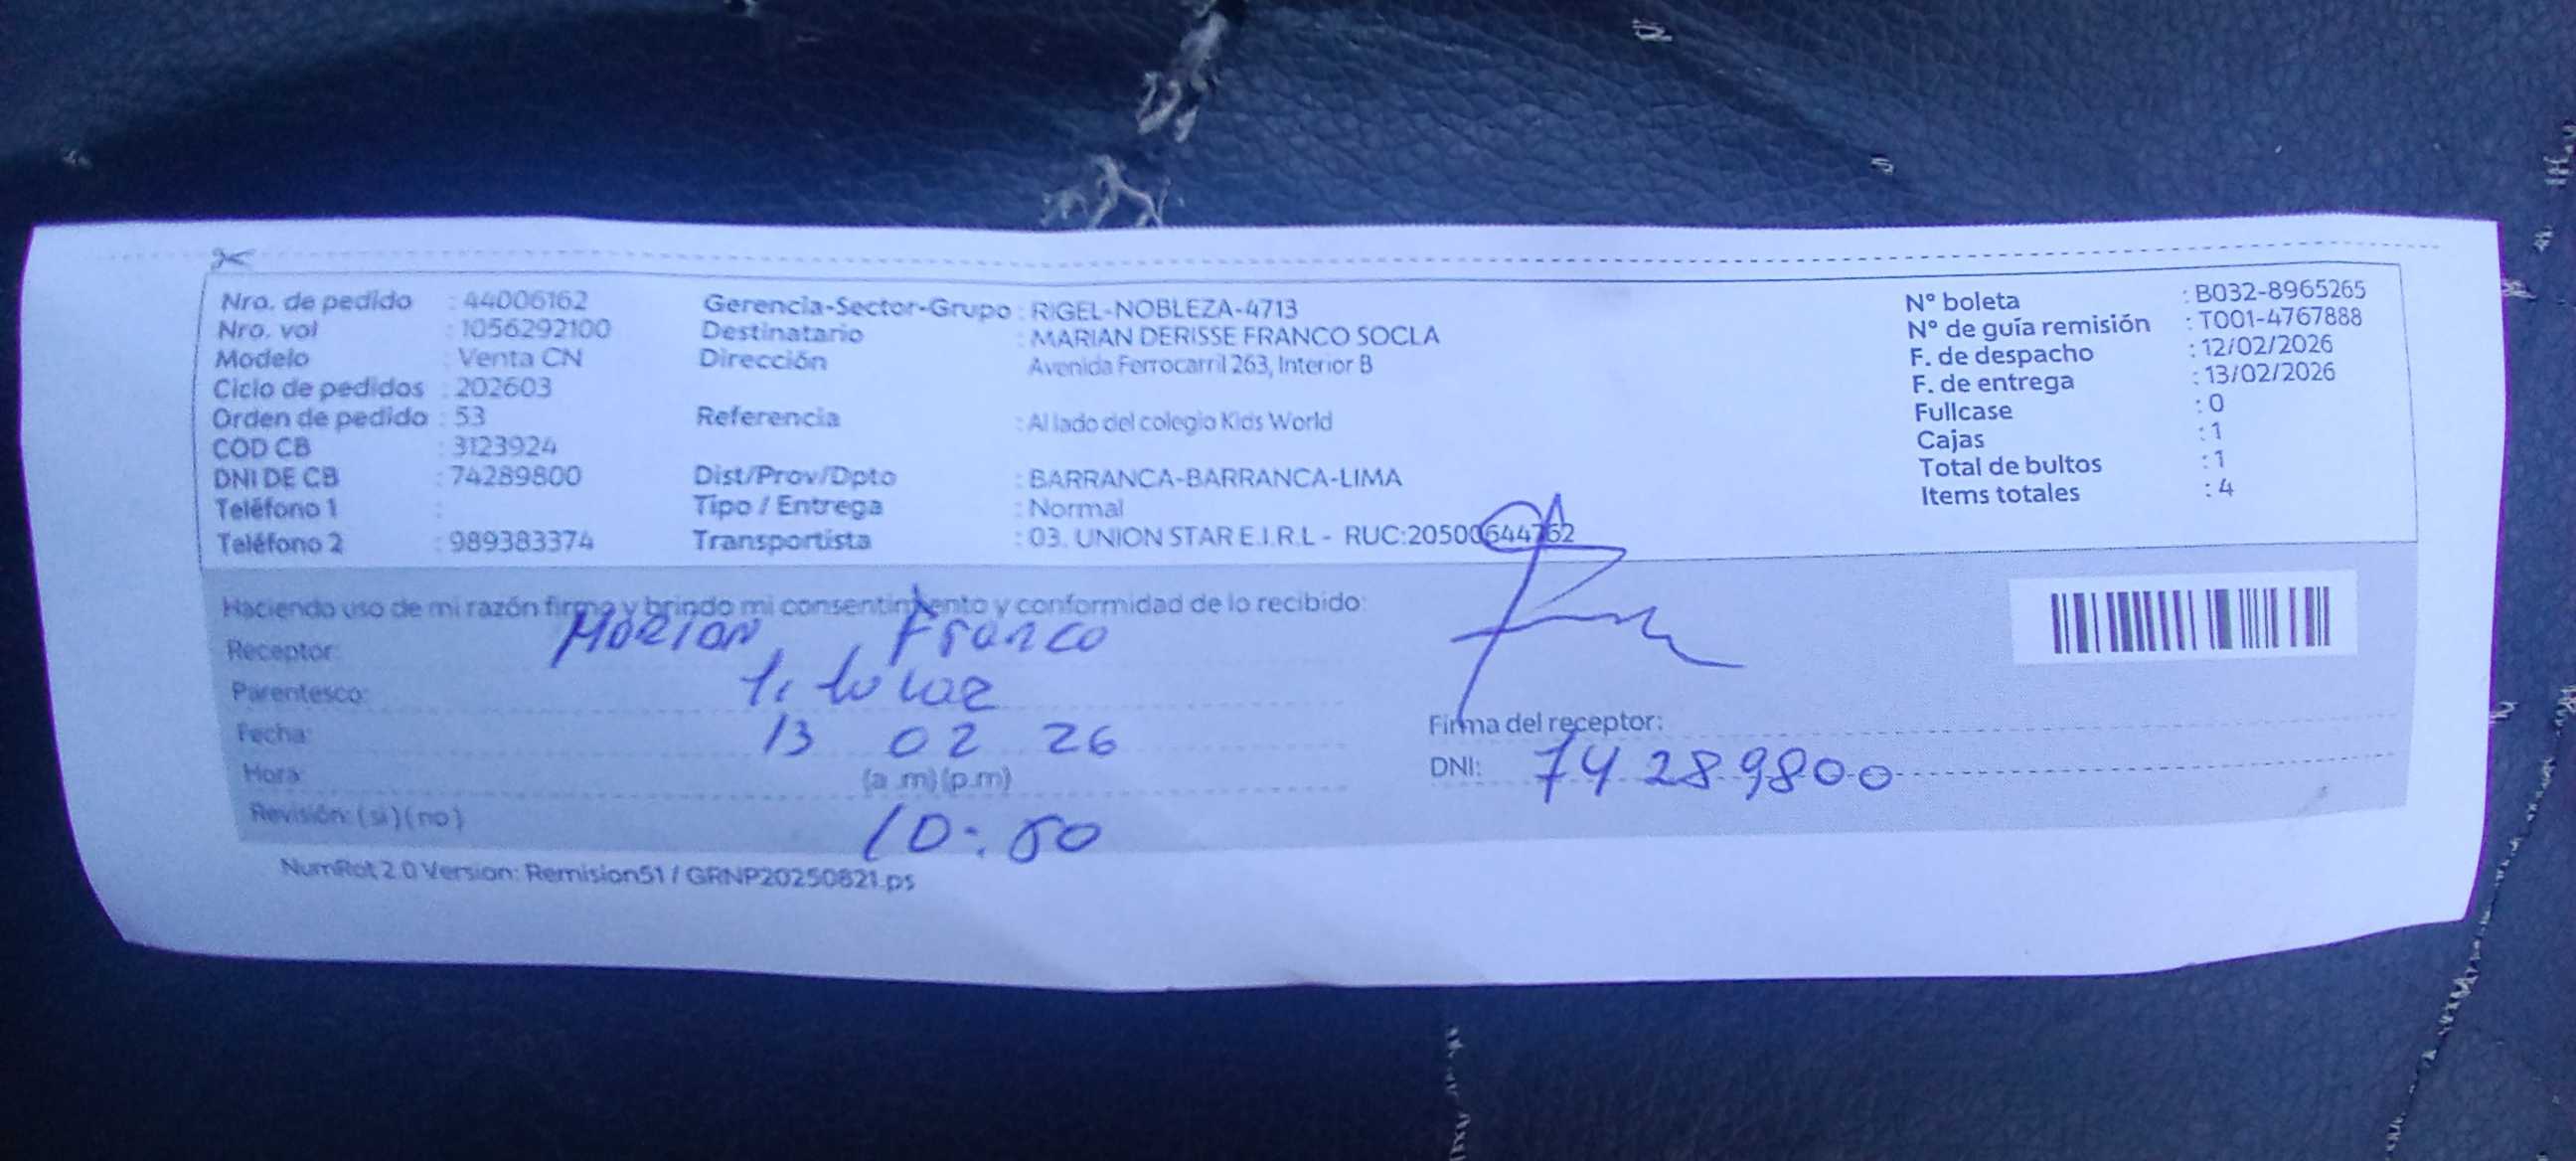 Nro. de pedido : 44006162
Nro. vol : 1056292100
Modelo : Venta CN
Ciclo de pedidos : 202603
Orden de pedido : 53
COD CB : 3123924
DNI DE CB : 74289800
Teléfono 1 :
Teléfono 2 : 989383374
Gerencia-Sector-Grupo : RIGEL-NOBLEZA-4713
Destinatario : MARIAN DERISSE FRANCO SOCLA
Dirección : Avenida Ferrocarril 263, Interior B
Referencia : Al lado del colegio Kids World
Dist/Prov/Dpto : BARRANCA-BARRANCA-LIMA
Tipo / Entrega : Normal
Transportista : 03. UNION STAR E.I.R.L - RUC:20500644762
N° boleta : B032-8965265
N° de guía remisión : T001-4767888
F. de despacho : 12/02/2026
F. de entrega : 13/02/2026
Fullcase : 0
Cajas : 1
Total de bultos : 1
Items totales : 4
Haciendo uso de mi razón firmo y brindo mi consentimiento y conformidad de lo recibido:
Receptor: Marian Franco
Parentesco: Titular
Fecha: 13 02 26
Hora: (a.m)(p.m)
Revisión: (si) (no) 10:50
Firma del receptor:
DNI: 74289800
NumRot 2.0 Version: Remision51 / GRNP20250821.ps